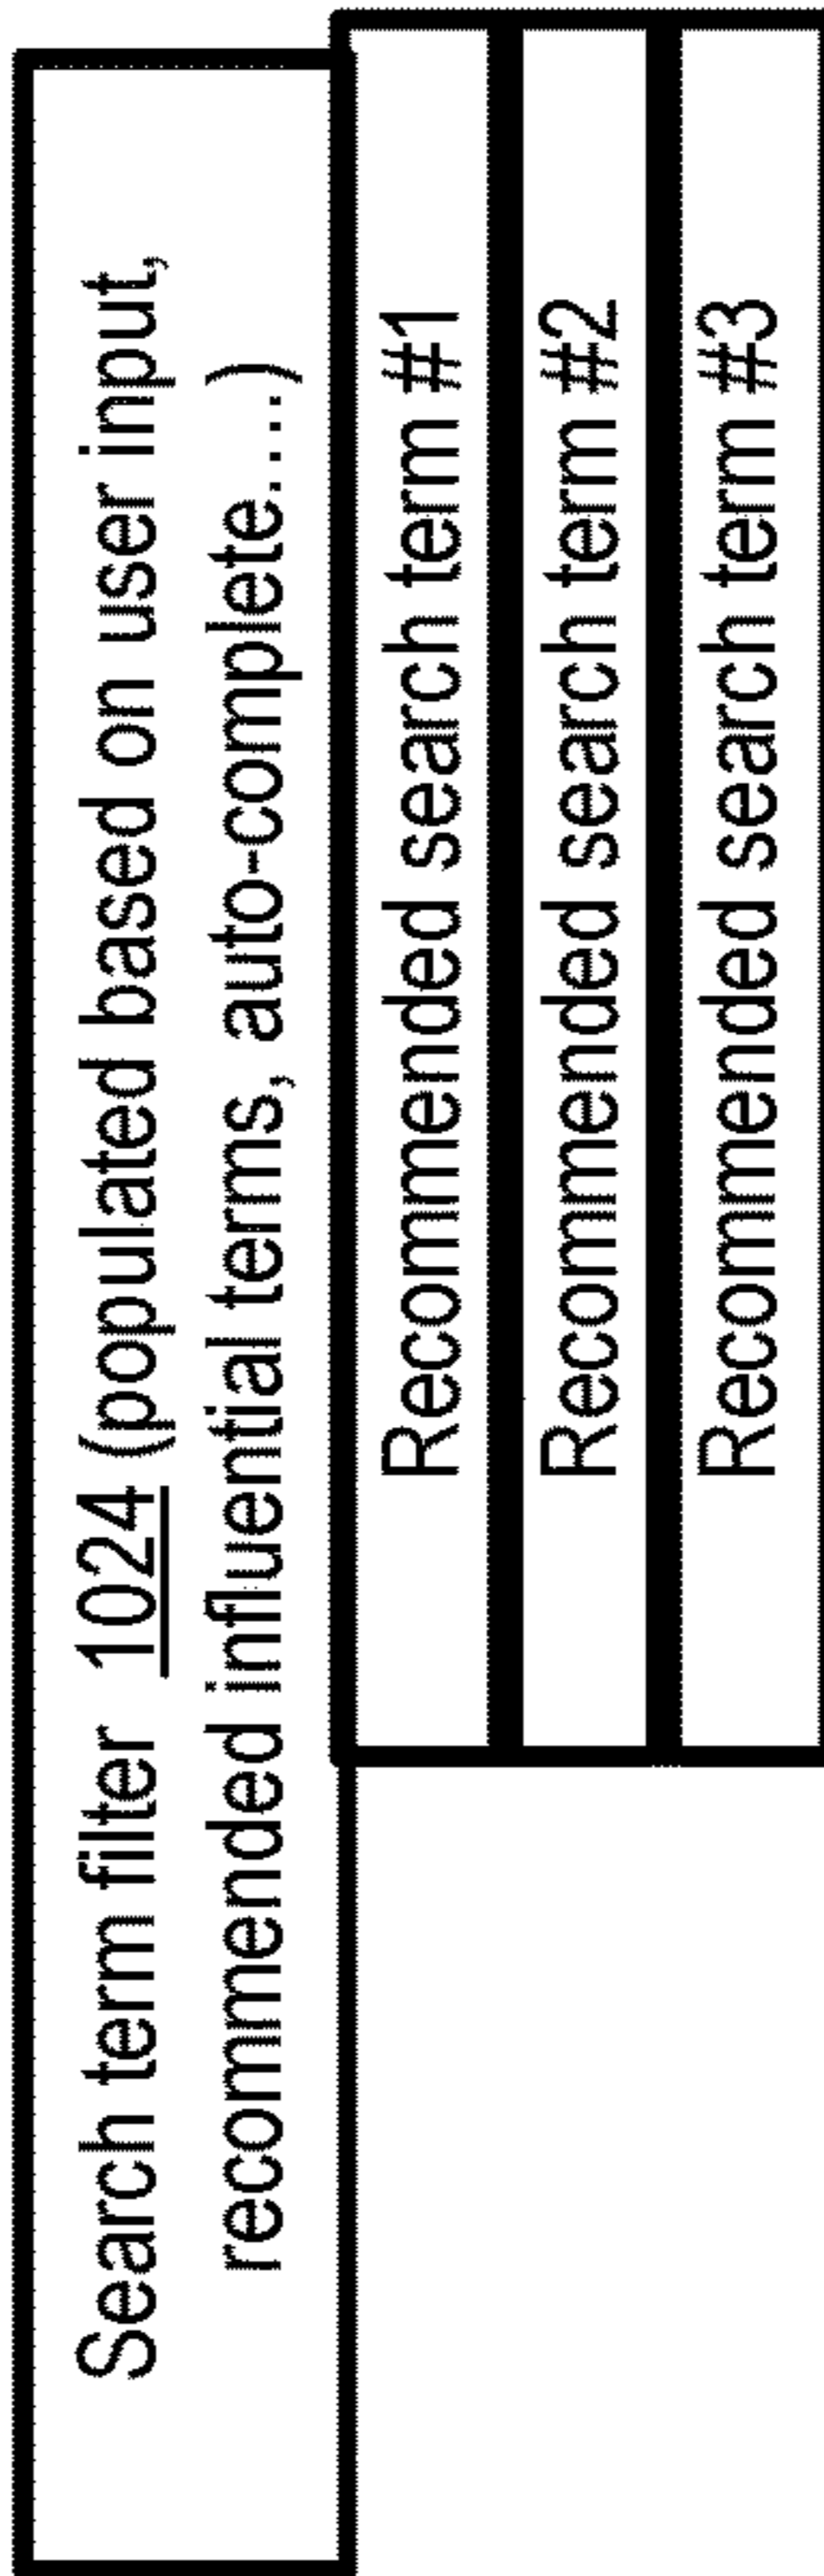 Search term filter 1024 (populated based on user input,
recommended influential terms, auto-complete....)
Recommended search term #1
Recommended search term #2
Recommended search term #3